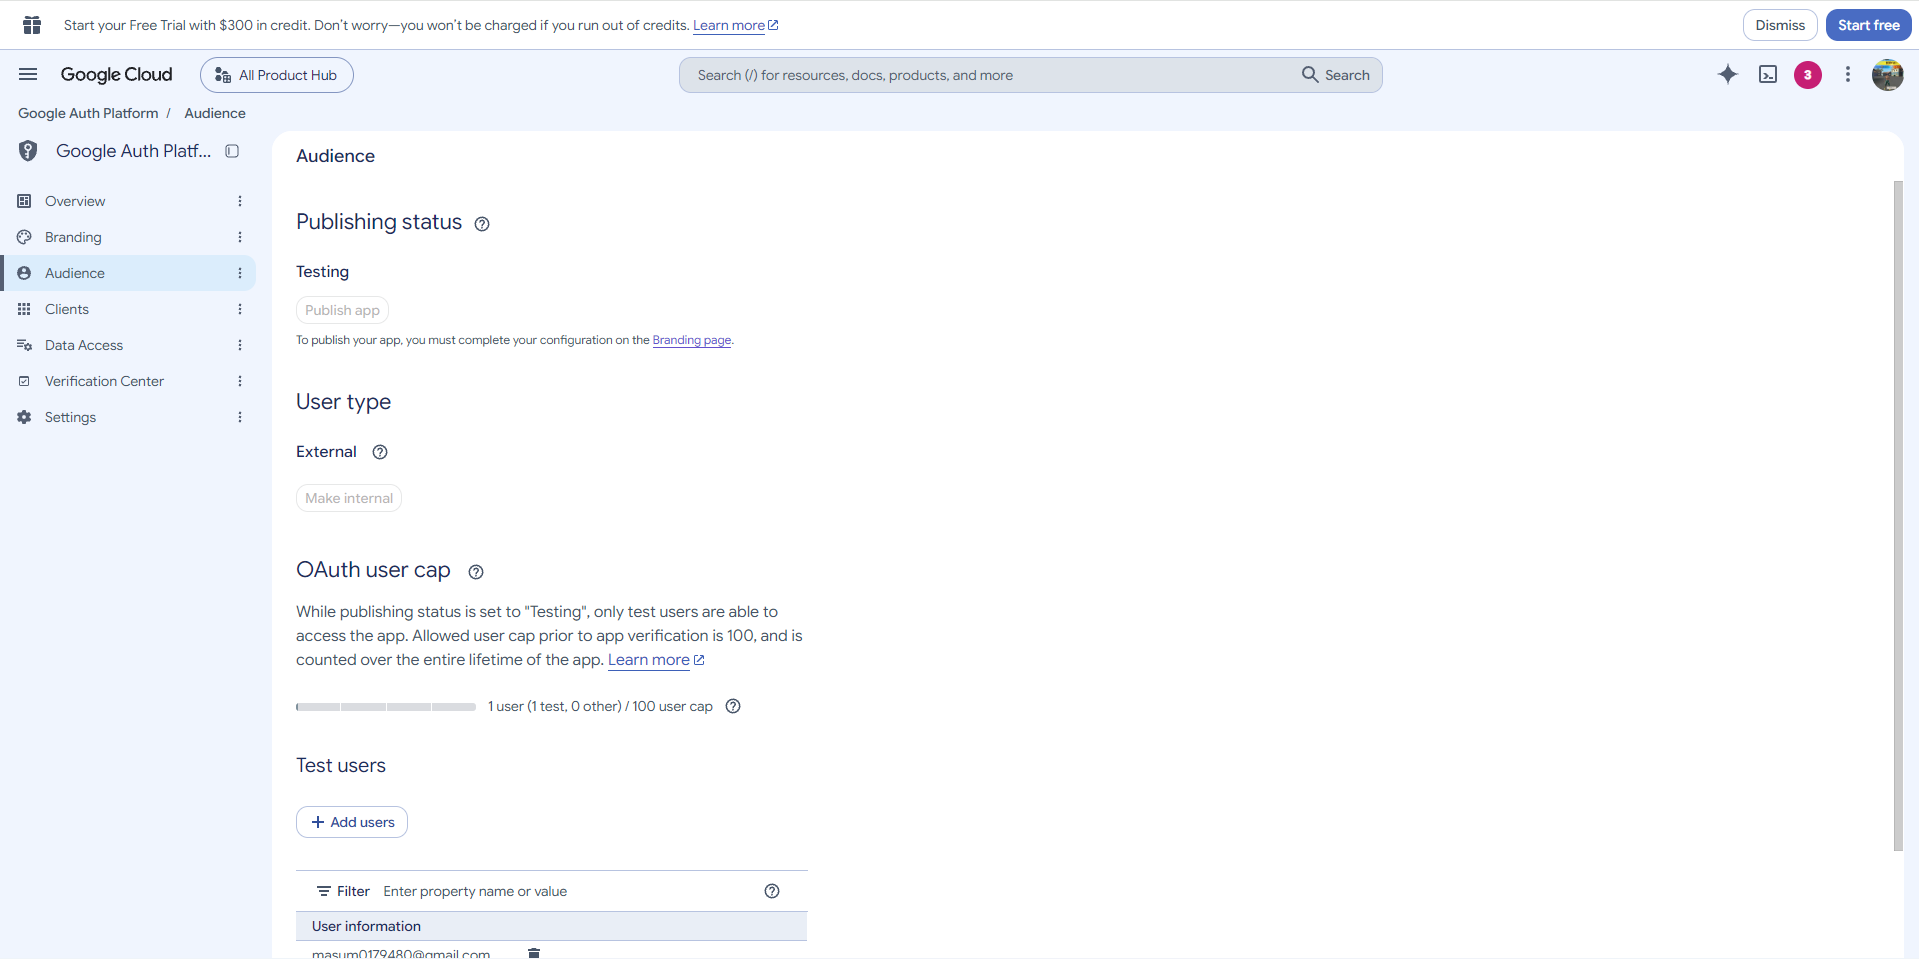 Start your Free Trial with $300 in credit. Don't worry—you won't be charged if you run out of credits. Learn more
Dismiss
Start free
Google Cloud
All Product Hub
Search (/) for resources, docs, products, and more
Search
3
Google Auth Platform / Audience
Google Auth Platf...
Overview
Branding
Audience
Clients
Data Access
Verification Center
Settings
Audience
Publishing status
Testing
Publish app
To publish your app, you must complete your configuration on the Branding page.
User type
External
Make internal
OAuth user cap
While publishing status is set to "Testing", only test users are able to
access the app. Allowed user cap prior to app verification is 100, and is
counted over the entire lifetime of the app. Learn more
1 user (1 test, 0 other) / 100 user cap
Test users
Add users
Filter Enter property name or value
User information
masum0179480@gmail.com